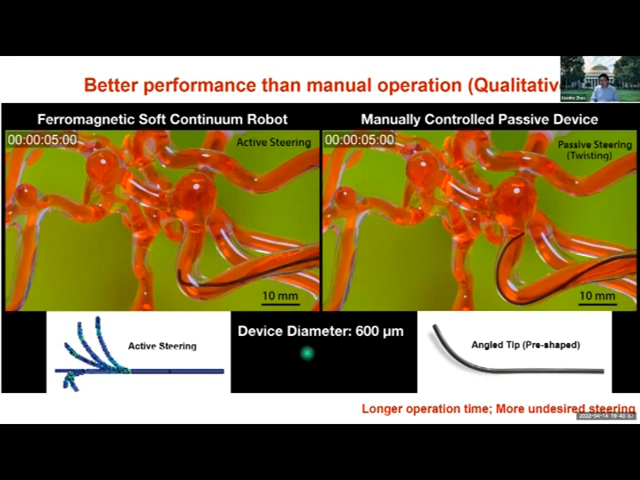 Better performance than manual operation (Qualitativ
Ferromagnetic Soft Continuum Robot
Manually Controlled Passive Device
00:00:05:00
Active Steering
00:00:05:00
Passive Steering
(Twisting)
10 mm
10 mm
Active Steering
Device Diameter: 600 μm
Angled Tip (Pre-shaped)
Longer operation time; More undesired steering